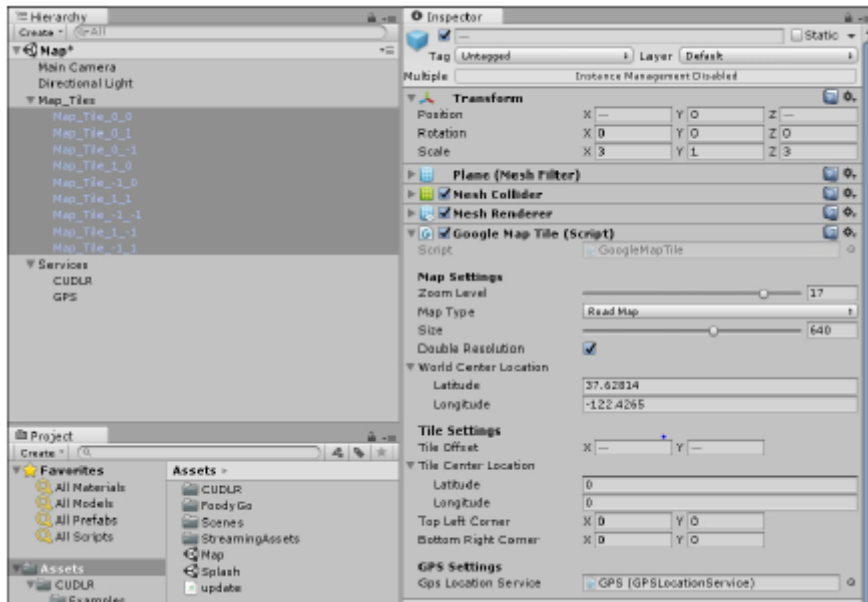 Hierarchy
Create
All
Map*
Main Camera
Directional Light
Map_Tiles
Map_Tile_0_0
Map_Tile_0_1
Map_Tile_0_-1
Map_Tile_1_0
Map_Tile_-1_0
Map_Tile_1_1
Map_Tile_-1_-1
Map_Tile_1_-1
Map_Tile_-1_1
Services
CUDLR
GPS
Project
Create
Favorites
All Materials
All Models
All Prefabs
All Scripts
Assets
CUDLR
Examples
Assets
CUDLR
FoodyGo
Scenes
StreamingAssets
Map
Splash
update
Inspector
— Static
Tag Untagged Layer Default
Multiple Instance Management Disabled
Transform
Position X — Y 0 Z —
Rotation X 0 Y 0 Z 0
Scale X 3 Y 1 Z 3
Plane (Mesh Filter)
Mesh Collider
Mesh Renderer
Google Map Tile (Script)
Script GoogleMapTile
Map Settings
Zoom Level 17
Map Type Road Map
Size 640
Double Resolution
World Center Location
Latitude 37.62814
Longitude -122.4265
Tile Settings
Tile Offset X — Y —
Tile Center Location
Latitude 0
Longitude 0
Top Left Corner X 0 Y 0
Bottom Right Corner X 0 Y 0
GPS Settings
Gps Location Service GPS (GPSLocationService)